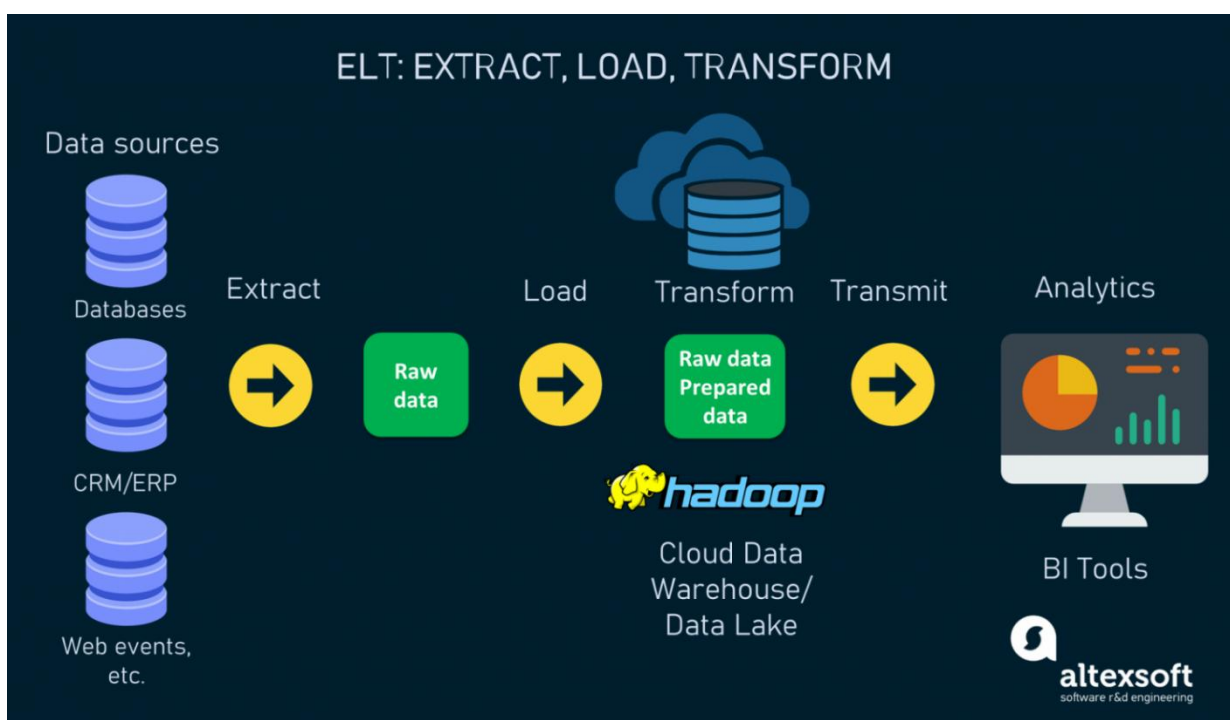 ELT: EXTRACT, LOAD, TRANSFORM
Data sources
Databases
CRM/ERP
Web events,
etc.
Extract
Raw
data
Load
Transform
Raw data
Prepared
data
hadoop
Cloud Data
Warehouse/
Data Lake
Transmit
Analytics
BI Tools
altexsoft
software r&d engineering